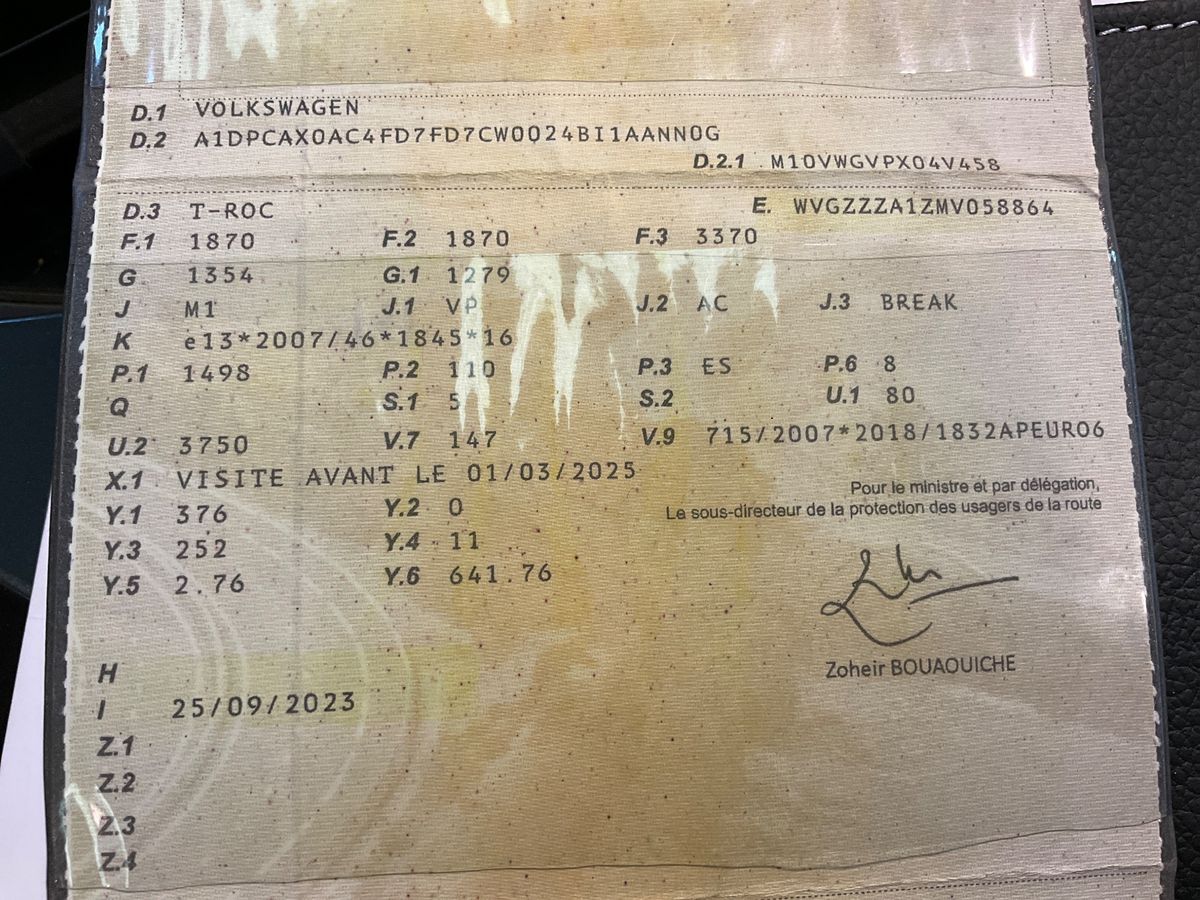 D.1 VOLKSWAGEN
D.2 A1DPCAX0AC4FD7FD7CW0024BI1AANN0G
D.2.1 M10VWGVPX04V458
D.3 T-ROC E. WVGZZZA1ZMV058864
F.1 1870 F.2 1870 F.3 3370
G 1354 G.1 1279
J M1 J.1 VP J.2 AC J.3 BREAK
K e13*2007/46*1845*16
P.1 1498 P.2 110 P.3 ES P.6 8
Q S.1 5 S.2 U.1 80
U.2 3750 V.7 147 V.9 715/2007*2018/1832APEURO6
X.1 VISITE AVANT LE 01/03/2025
Pour le ministre et par délégation,
Y.1 376 Y.2 0 Le sous-directeur de la protection des usagers de la route
Y.3 252 Y.4 11
Y.5 2.76 Y.6 641.76
Zoheir BOUAOUICHE
H
I 25/09/2023
Z.1
Z.2
Z.3
Z.4